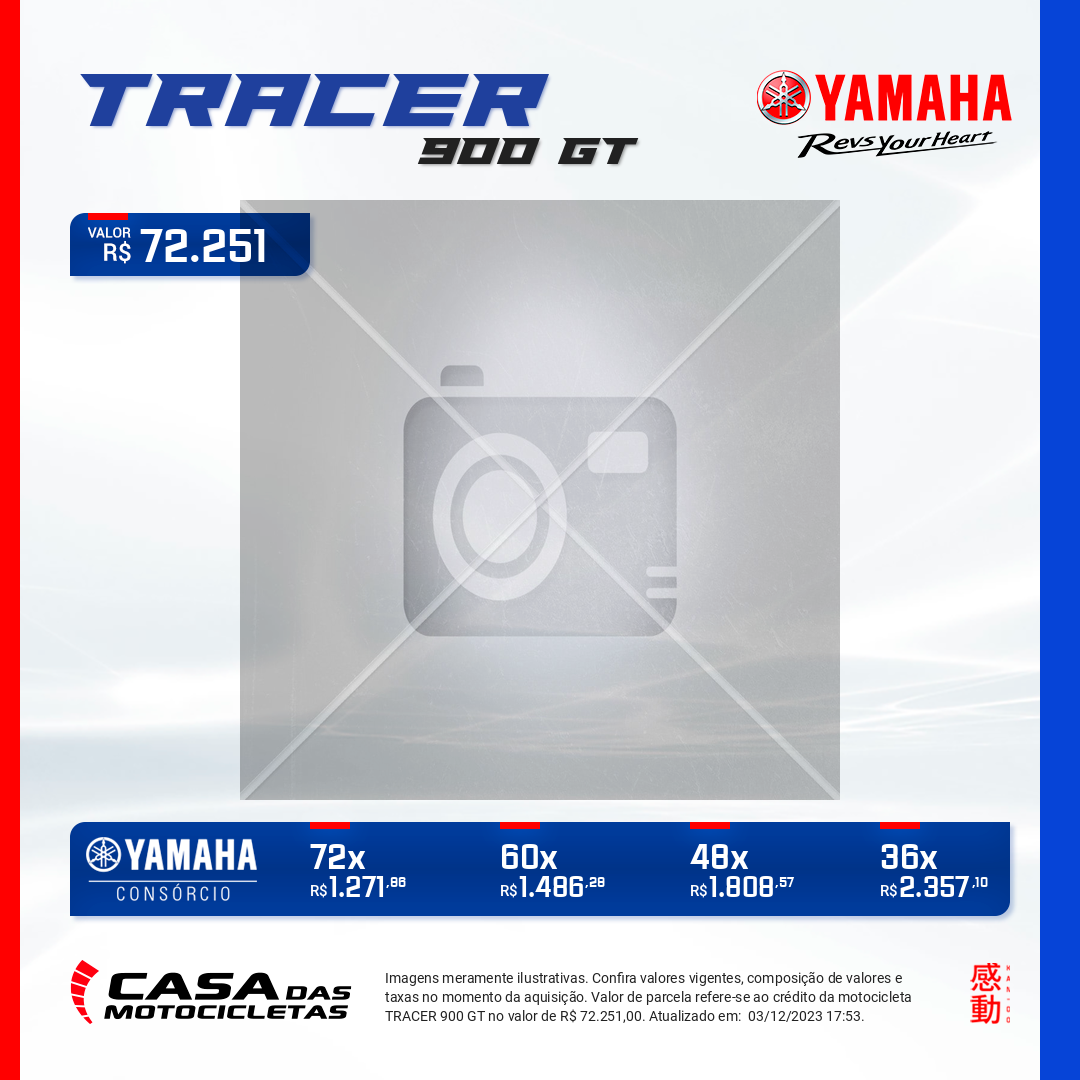 TRACER
900 GT
YAMAHA
Revs Your Heart
VALOR
R$ 72.251
YAMAHA
CONSÓRCIO
72x
R$ 1.271,86
60x
R$ 1.486,28
48x
R$ 1.808,57
36x
R$ 2.357,10
CASA DAS
MOTOCICLETAS
Imagens meramente ilustrativas. Confira valores vigentes, composição de valores e
taxas no momento da aquisição. Valor de parcela refere-se ao crédito da motocicleta
TRACER 900 GT no valor de R$ 72.251,00. Atualizado em: 03/12/2023 17:53.
感動